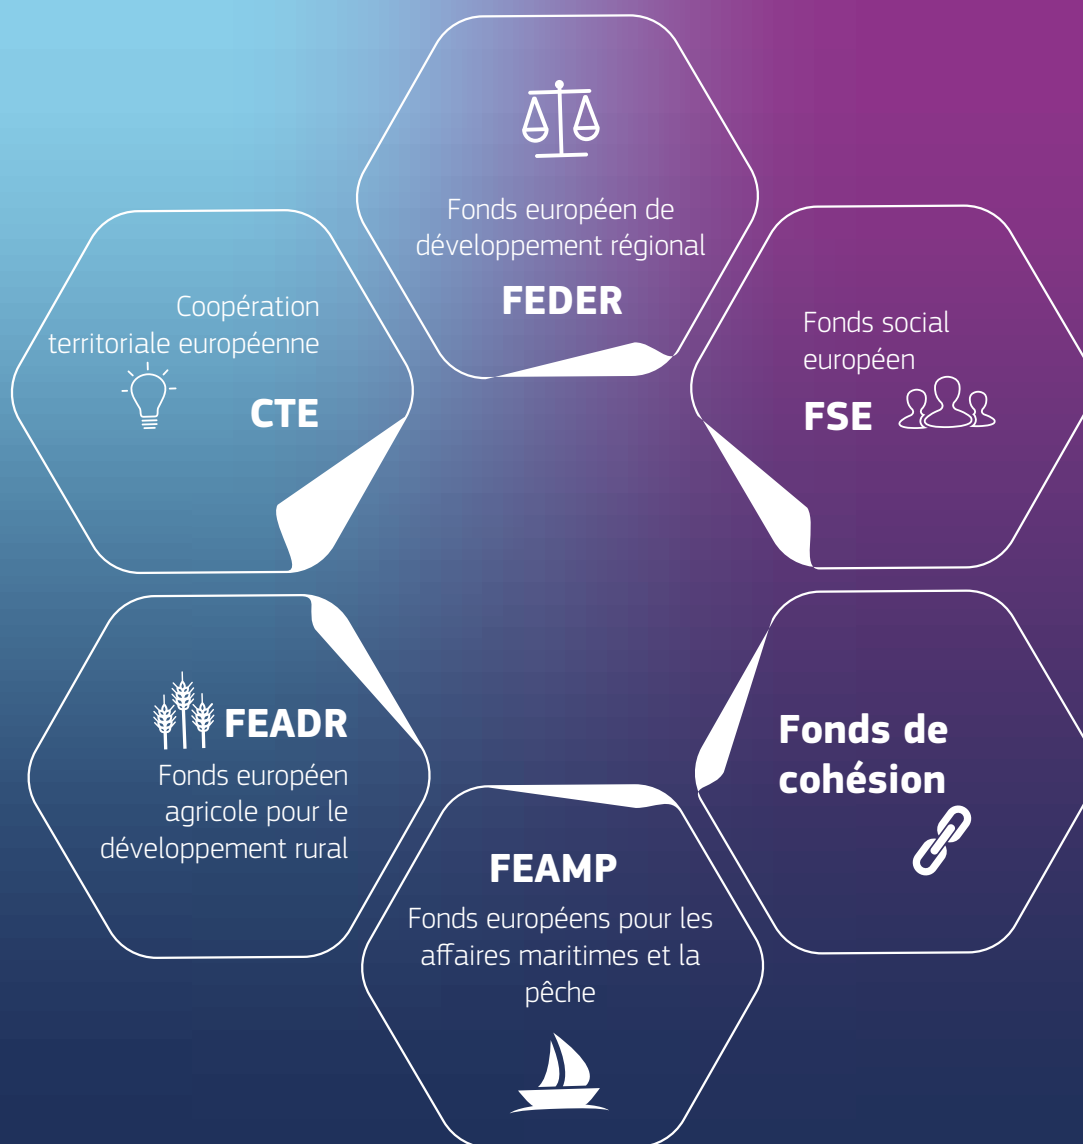 Fonds européen de
développement régional
FEDER
Coopération
territoriale européenne
CTE
Fonds social
européen
FSE
FEADR
Fonds européen
agricole pour le
développement rural
Fonds de
cohésion
FEAMP
Fonds européens pour les
affaires maritimes et la
pêche